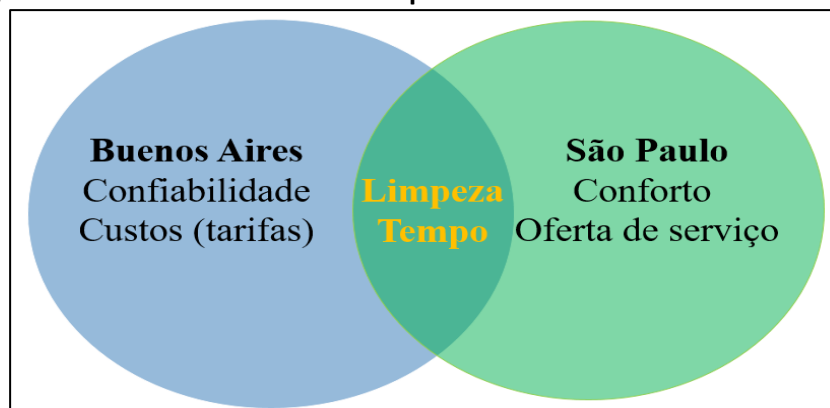 Buenos Aires
Confiabilidade
Custos (tarifas)
Limpeza
Tempo
São Paulo
Conforto
Oferta de serviço